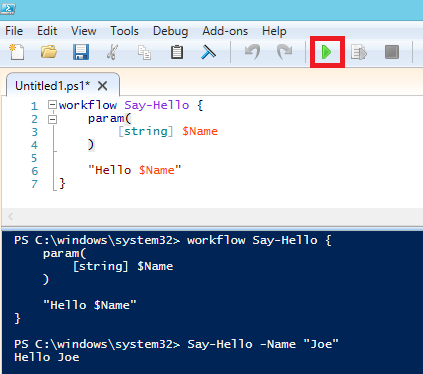 File Edit View Tools Debug Add-ons Help
Untitled1.ps1* X
1 workflow Say-Hello {
2 param(
3 [string] $Name
4 )
5
6 "Hello $Name"
7 }
PS C:\windows\system32> workflow Say-Hello {
param(
[string] $Name
)
"Hello $Name"
}
PS C:\windows\system32> Say-Hello -Name "Joe"
Hello Joe